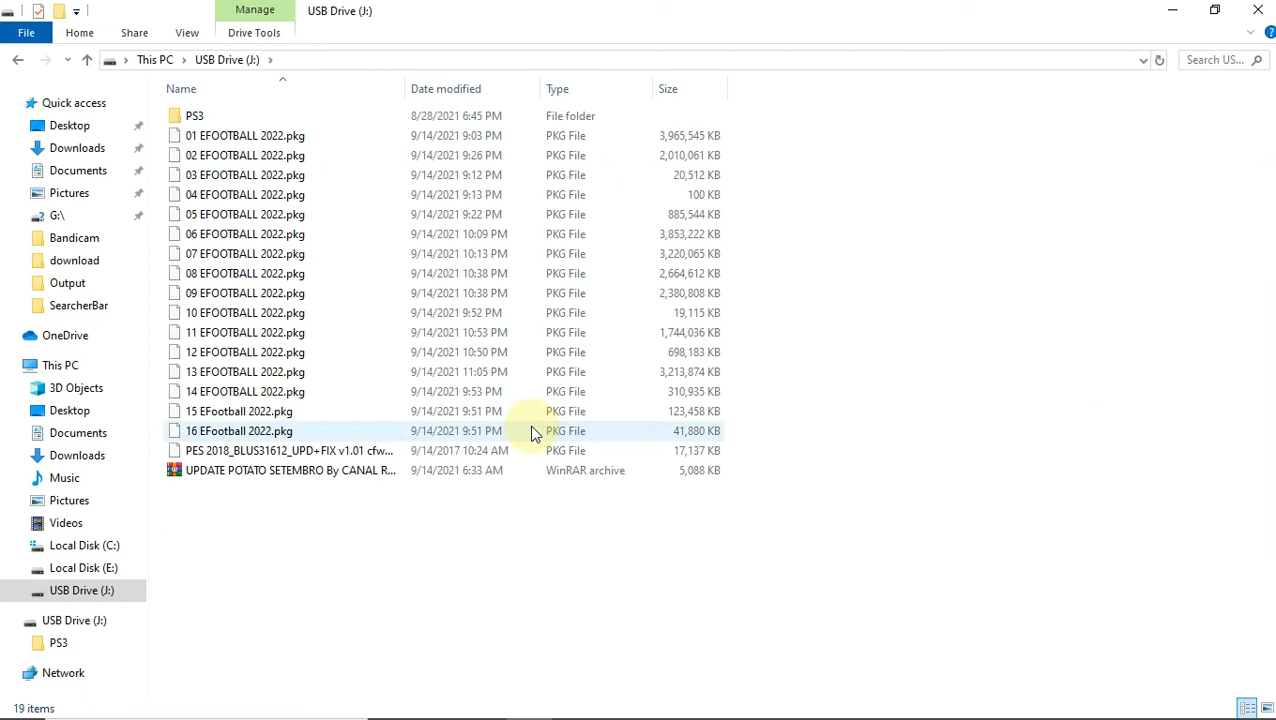 Manage
USB Drive (J:)
File
Home
Share
View
Drive Tools
This PC
USB Drive (J:)
Search US...
Name
Date modified
Type
Size
PS3 8/28/2021 6:45 PM File folder
01 EFOOTBALL 2022.pkg 9/14/2021 9:03 PM PKG File 3,965,545 KB
02 EFOOTBALL 2022.pkg 9/14/2021 9:26 PM PKG File 2,010,061 KB
03 EFOOTBALL 2022.pkg 9/14/2021 9:12 PM PKG File 20,512 KB
04 EFOOTBALL 2022.pkg 9/14/2021 9:13 PM PKG File 100 KB
05 EFOOTBALL 2022.pkg 9/14/2021 9:22 PM PKG File 885,544 KB
06 EFOOTBALL 2022.pkg 9/14/2021 10:09 PM PKG File 3,853,222 KB
07 EFOOTBALL 2022.pkg 9/14/2021 10:13 PM PKG File 3,220,065 KB
08 EFOOTBALL 2022.pkg 9/14/2021 10:38 PM PKG File 2,664,612 KB
09 EFOOTBALL 2022.pkg 9/14/2021 10:38 PM PKG File 2,380,808 KB
10 EFOOTBALL 2022.pkg 9/14/2021 9:52 PM PKG File 19,115 KB
11 EFOOTBALL 2022.pkg 9/14/2021 10:53 PM PKG File 1,744,036 KB
12 EFOOTBALL 2022.pkg 9/14/2021 10:50 PM PKG File 698,183 KB
13 EFOOTBALL 2022.pkg 9/14/2021 11:05 PM PKG File 3,213,874 KB
14 EFOOTBALL 2022.pkg 9/14/2021 9:53 PM PKG File 310,935 KB
15 EFootball 2022.pkg 9/14/2021 9:51 PM PKG File 123,458 KB
16 EFootball 2022.pkg 9/14/2021 9:51 PM PKG File 41,880 KB
PES 2018_BLUS31612_UPD+FIX v1.01 cfw... 9/14/2017 10:24 AM PKG File 17,137 KB
UPDATE POTATO SETEMBRO By CANAL R... 9/14/2021 6:33 AM WinRAR archive 5,088 KB
Quick access
Desktop
Downloads
Documents
Pictures
G:\
Bandicam
download
Output
SearcherBar
OneDrive
This PC
3D Objects
Desktop
Documents
Downloads
Music
Pictures
Videos
Local Disk (C:)
Local Disk (E:)
USB Drive (J:)
USB Drive (J:)
PS3
Network
19 items